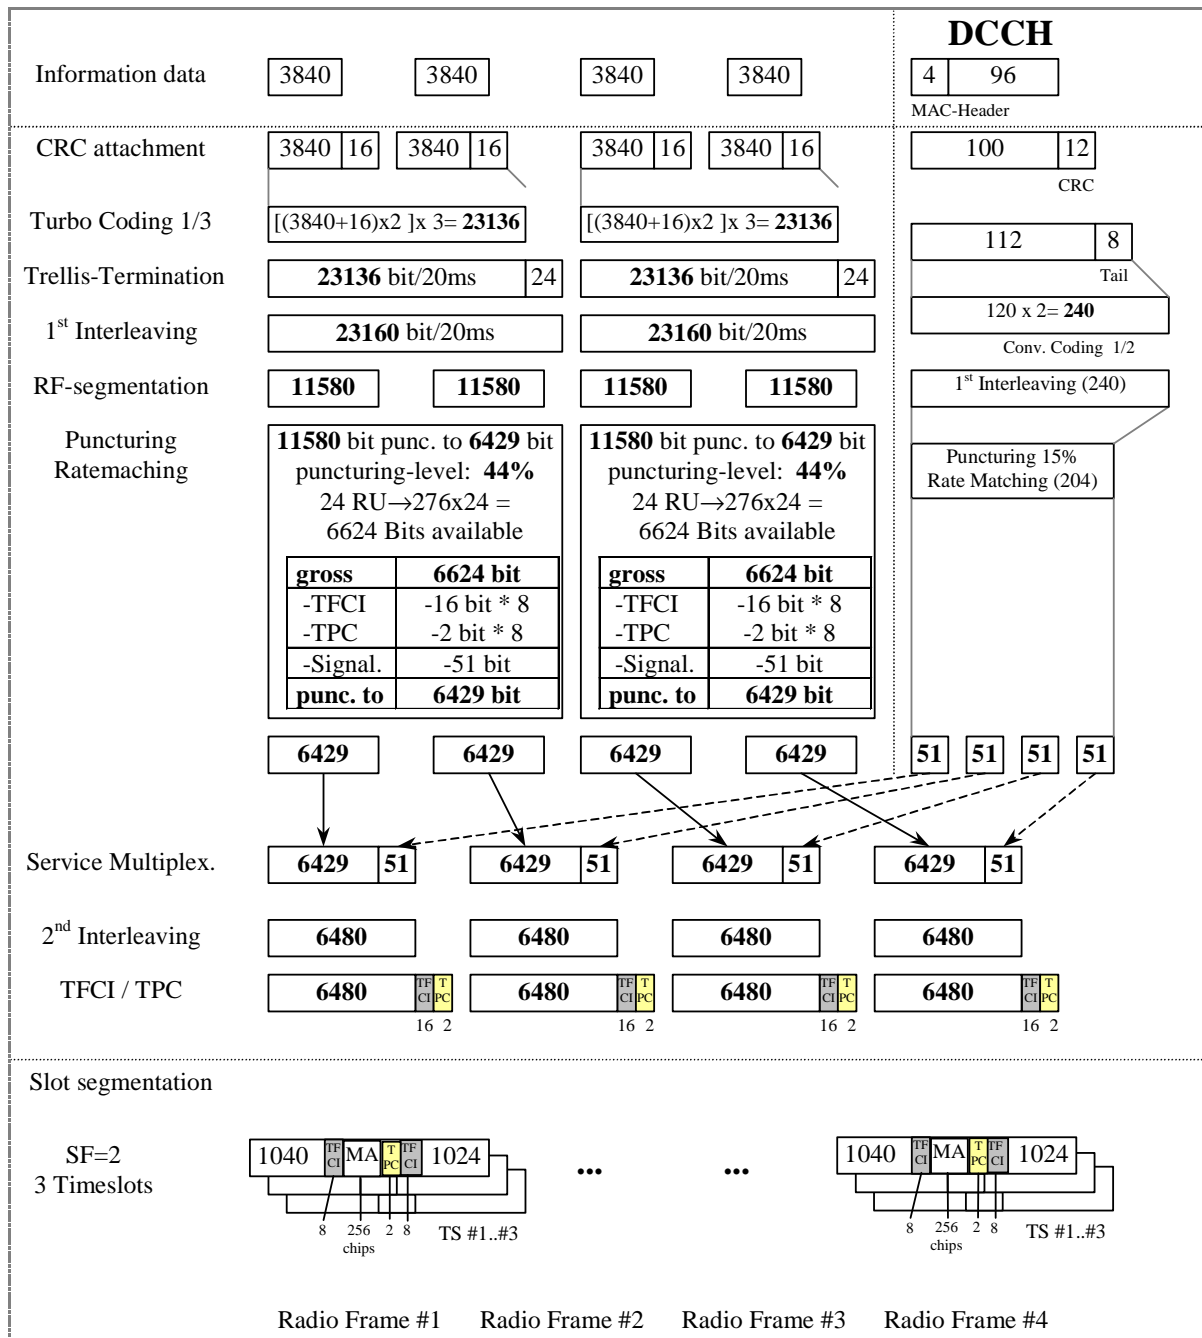 DCCH
Information data 3840 3840 3840 3840 4 96
MAC-Header
CRC attachment 3840 16 3840 16 3840 16 3840 16 100 12
CRC
Turbo Coding 1/3 [(3840+16)x2 ]x 3= 23136 [(3840+16)x2 ]x 3= 23136
112 8
Tail
Trellis-Termination 23136 bit/20ms 24 23136 bit/20ms 24
120 x 2= 240
Conv. Coding 1/2
1st Interleaving 23160 bit/20ms 23160 bit/20ms
RF-segmentation 11580 11580 11580 11580 1st Interleaving (240)
Puncturing
Ratemaching
11580 bit punc. to 6429 bit
puncturing-level: 44%
24 RU→276x24 =
6624 Bits available
gross 6624 bit
-TFCI -16 bit * 8
-TPC -2 bit * 8
-Signal. -51 bit
punc. to 6429 bit
11580 bit punc. to 6429 bit
puncturing-level: 44%
24 RU→276x24 =
6624 Bits available
gross 6624 bit
-TFCI -16 bit * 8
-TPC -2 bit * 8
-Signal. -51 bit
punc. to 6429 bit
Puncturing 15%
Rate Matching (204)
6429 6429 6429 6429 51 51 51 51
Service Multiplex. 6429 51 6429 51 6429 51 6429 51
2nd Interleaving 6480 6480 6480 6480
TFCI / TPC 6480 TF CI T PC 6480 TF CI T PC 6480 TF CI T PC 6480 TF CI T PC
16 2 16 2 16 2 16 2
Slot segmentation
SF=2
3 Timeslots
1040 TF CI MA T PC TF CI 1024 ... ... 1040 TF CI MA T PC TF CI 1024
8 256 2 8 TS #1..#3 8 256 2 8 TS #1..#3
chips chips
Radio Frame #1 Radio Frame #2 Radio Frame #3 Radio Frame #4